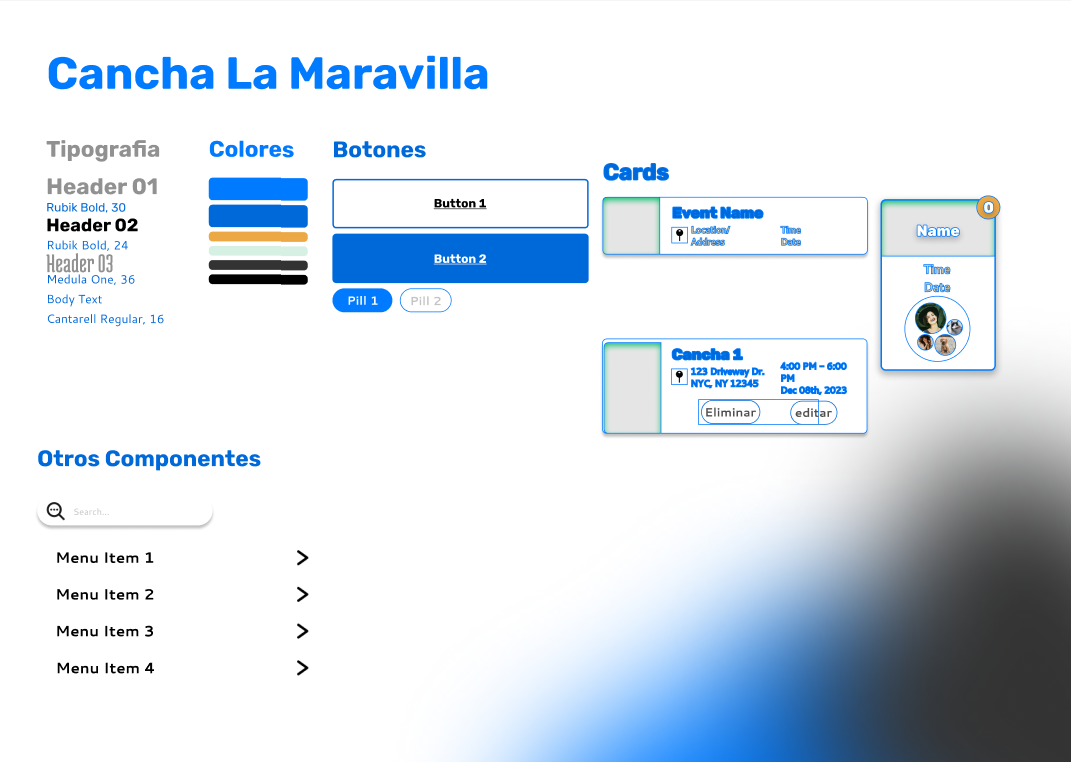 Cancha La Maravilla
Tipografia
Header 01
Rubik Bold, 30
Header 02
Rubik Bold, 24
Header 03
Medula One, 36
Body Text
Cantarell Regular, 16
Colores
Botones
Button 1
Button 2
Pill 1
Pill 2
Cards
Event Name
Location/
Address
Time
Date
0
Name
Time
Date
Cancha 1
123 Driveway Dr.
NYC, NY 12345
4:00 PM – 6:00
PM
Dec 08th, 2023
Eliminar
editar
Otros Componentes
Search...
Menu Item 1
Menu Item 2
Menu Item 3
Menu Item 4